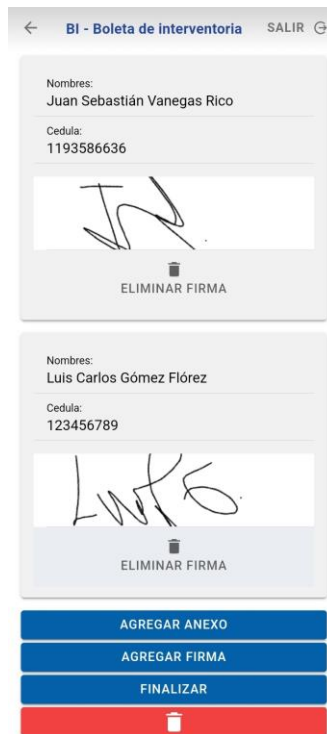 BI - Boleta de interventoria SALIR
Nombres:
Juan Sebastián Vanegas Rico
Cedula:
1193586636
ELIMINAR FIRMA
Nombres:
Luis Carlos Gómez Flórez
Cedula:
123456789
ELIMINAR FIRMA
AGREGAR ANEXO
AGREGAR FIRMA
FINALIZAR